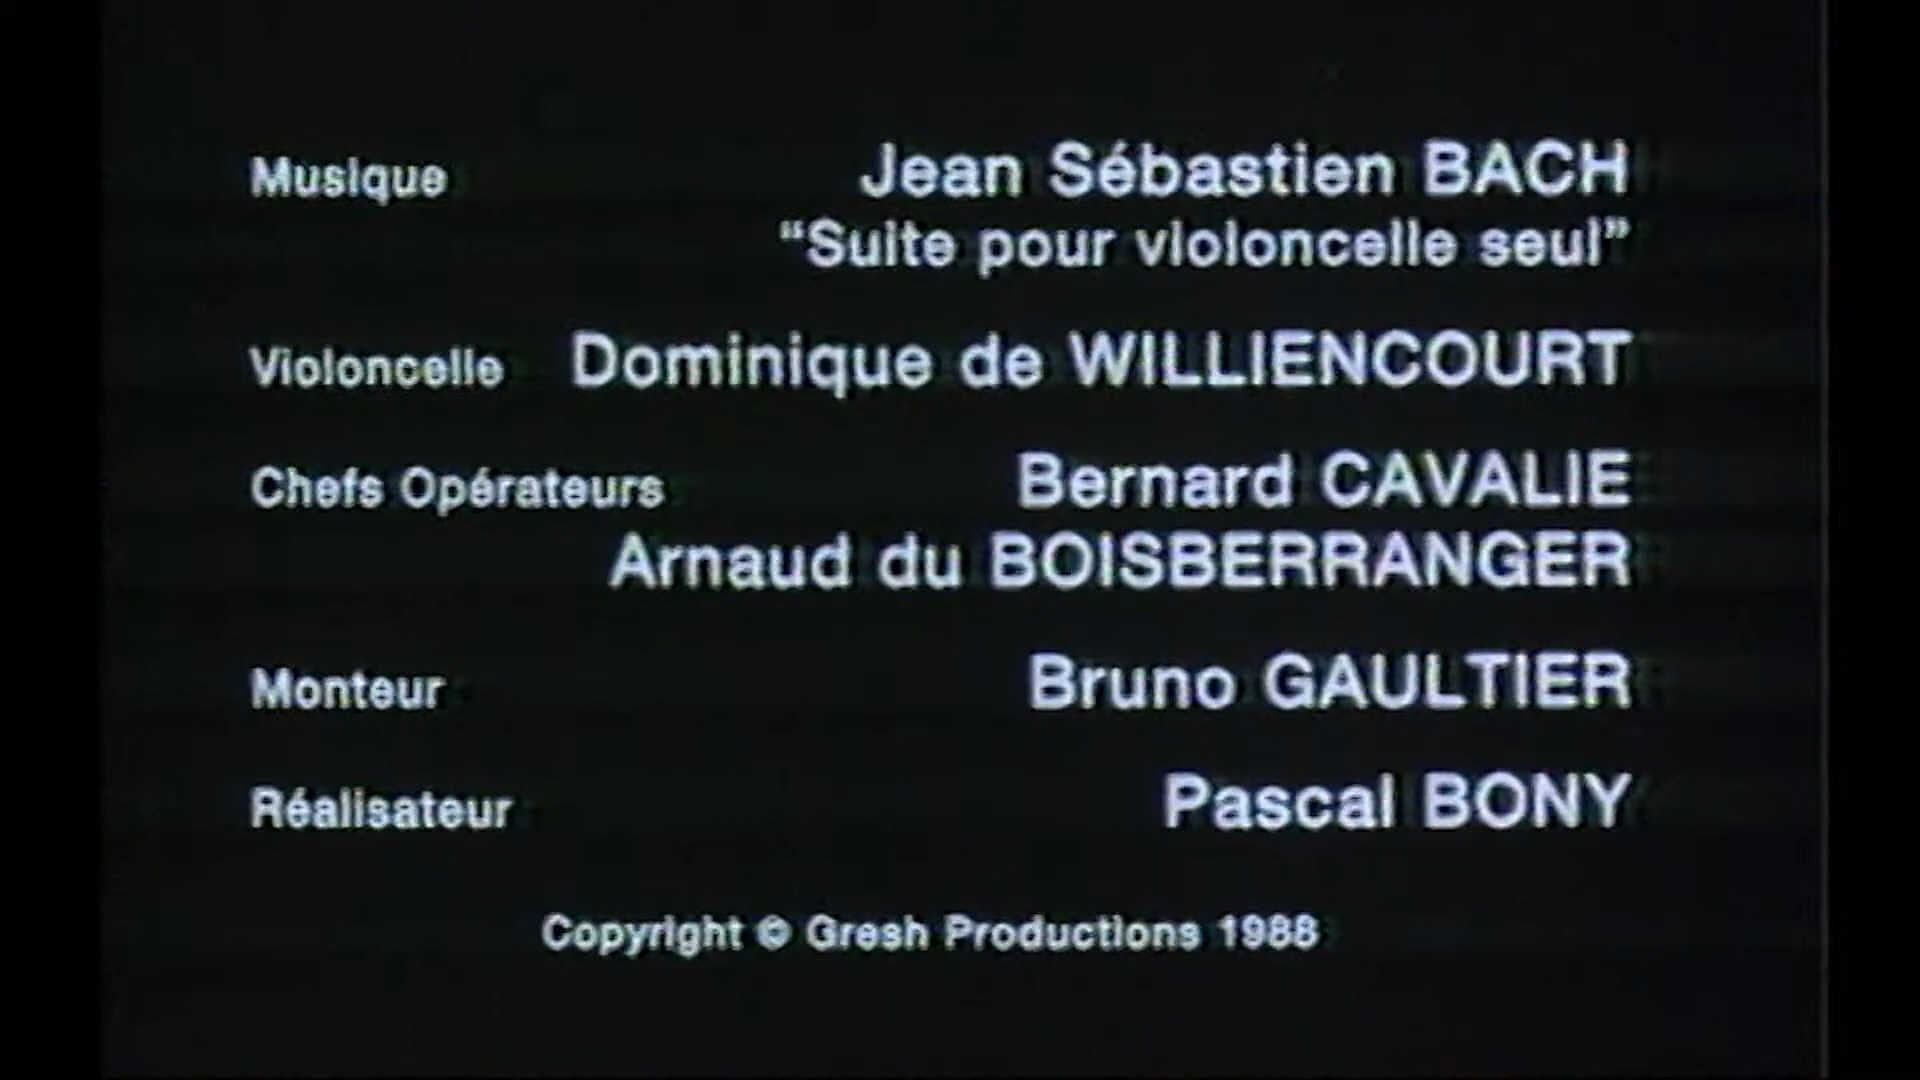 Musique Jean Sébastien BACH
“Suite pour violoncelle seul”
Violoncelle Dominique de WILLIENCOURT
Chefs Opérateurs Bernard CAVALIE
Arnaud du BOISBERRANGER
Monteur Bruno GAULTIER
Réalisateur Pascal BONY
Copyright © Gresh Productions 1988